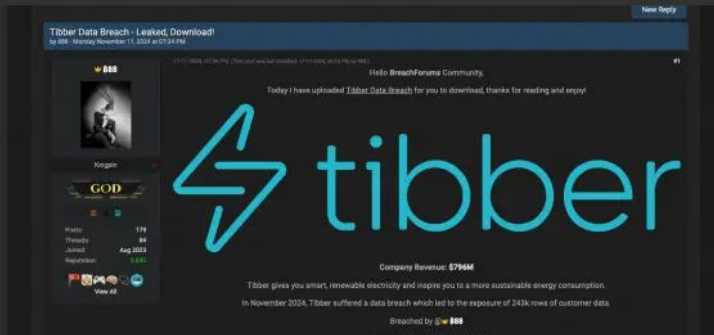 New Reply
Tibber Data Breach - Leaked, Download!
by 888 - Monday November 11, 2024 at 07:34 PM
888
#1
Hello BreachForums Community,
Today I have uploaded Tibber Data Breach for you to download, thanks for reading and enjoy!
tibber
Kingpin
GOD
Posts: 179
Threads: 84
Joined: Aug 2023
Reputation:
View All
Company Revenue: $796M
Tibber gives you smart, renewable electricity and inspire you to a more sustainable energy consumption.
In November 2024, Tibber suffered a data breach which led to the exposure of 243k rows of customer data.
Breached by @888